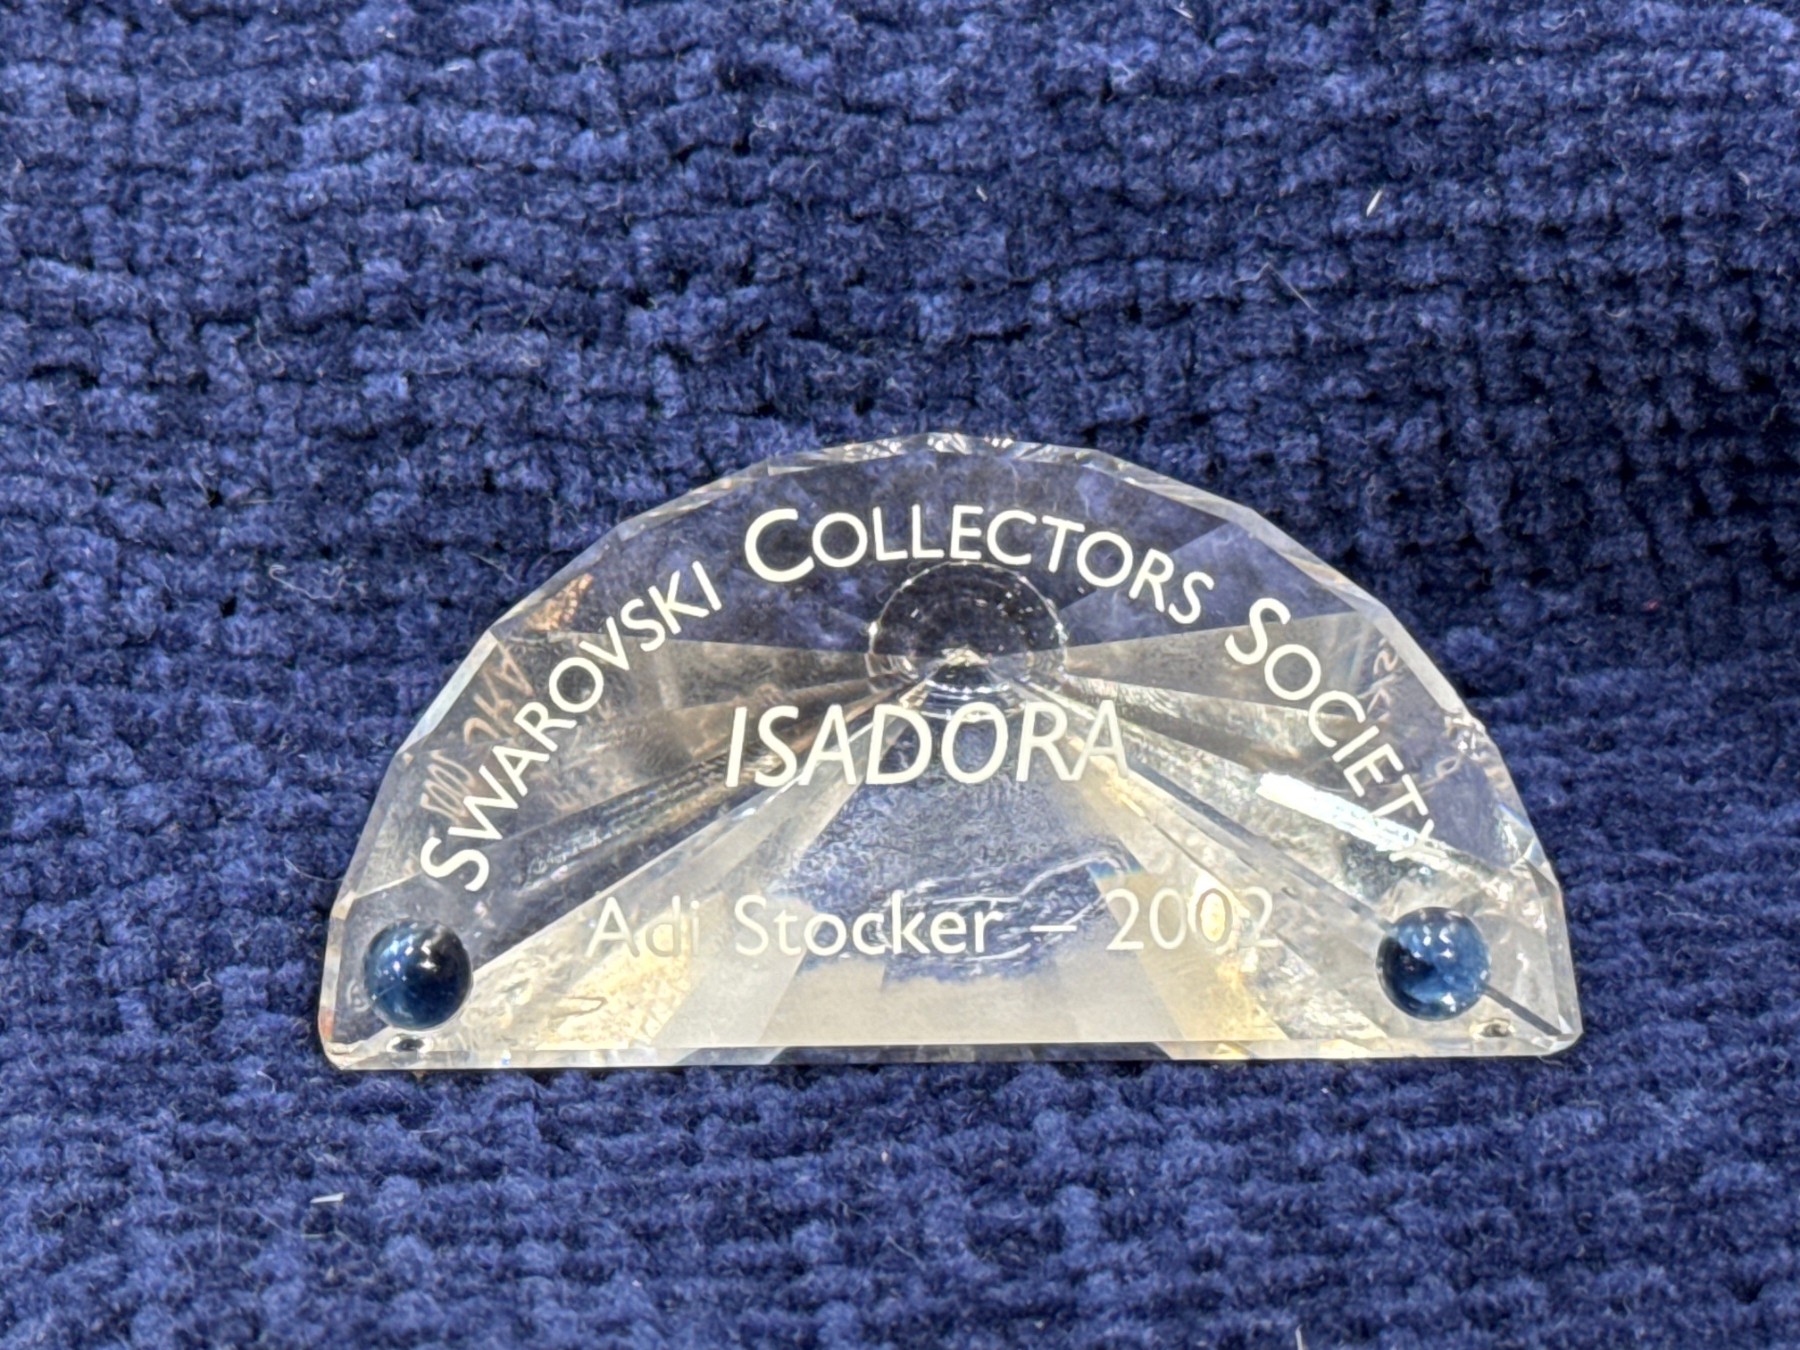 SWAROVSKI COLLECTORS SOCIETY
ISADORA
Adi Stocker – 2002